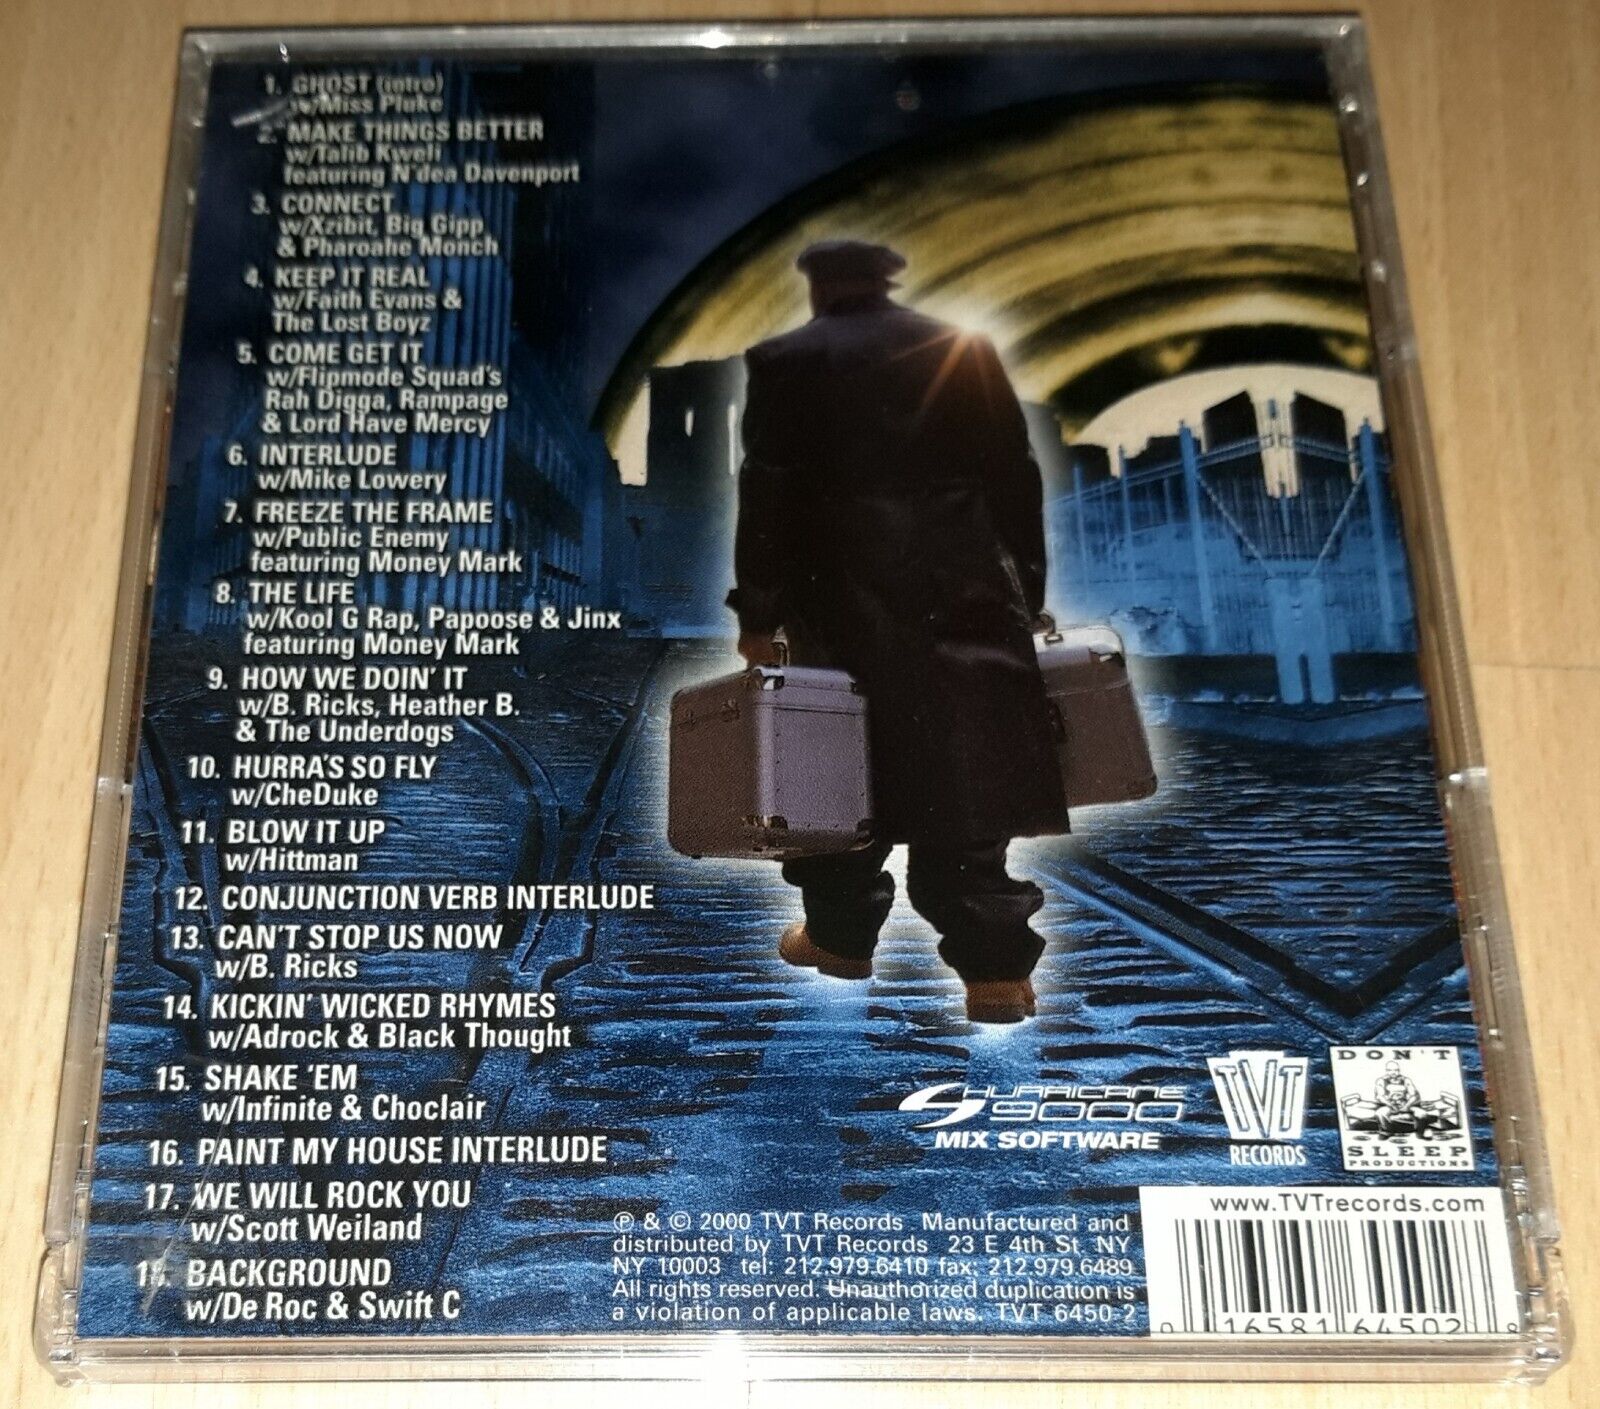 1. GHOST (intro)
w/Miss Pluke
2. MAKE THINGS BETTER
w/Talib Kweli
featuring N'dea Davenport
3. CONNECT
w/Xzibit, Big Gipp
& Pharoahe Monch
4. KEEP IT REAL
w/Faith Evans &
The Lost Boyz
5. COME GET IT
w/Flipmode Squad's
Rah Digga, Rampage
& Lord Have Mercy
6. INTERLUDE
w/Mike Lowery
7. FREEZE THE FRAME
w/Public Enemy
featuring Money Mark
8. THE LIFE
w/Kool G Rap, Papoose & Jinx
featuring Money Mark
9. HOW WE DOIN' IT
w/B. Ricks, Heather B.
& The Underdogs
10. HURRA'S SO FLY
w/CheDuke
11. BLOW IT UP
w/Hittman
12. CONJUNCTION VERB INTERLUDE
13. CAN'T STOP US NOW
w/B. Ricks
14. KICKIN' WICKED RHYMES
w/Adrock & Black Thought
15. SHAKE 'EM
w/Infinite & Choclair
16. PAINT MY HOUSE INTERLUDE
17. WE WILL ROCK YOU
w/Scott Weiland
18. BACKGROUND
w/De Roc & Swift C
HURRICANE
9000
MIX SOFTWARE
TVT
RECORDS
DON'T
SLEEP
PRODUCTIONS
℗ & © 2000 TVT Records. Manufactured and
distributed by TVT Records 23 E 4th St, NY
NY 10003 tel: 212.979.6410 fax: 212.979.6489
All rights reserved. Unauthorized duplication is
a violation of applicable laws. TVT 6450-2
www.TVTrecords.com
0 16581 64502 8